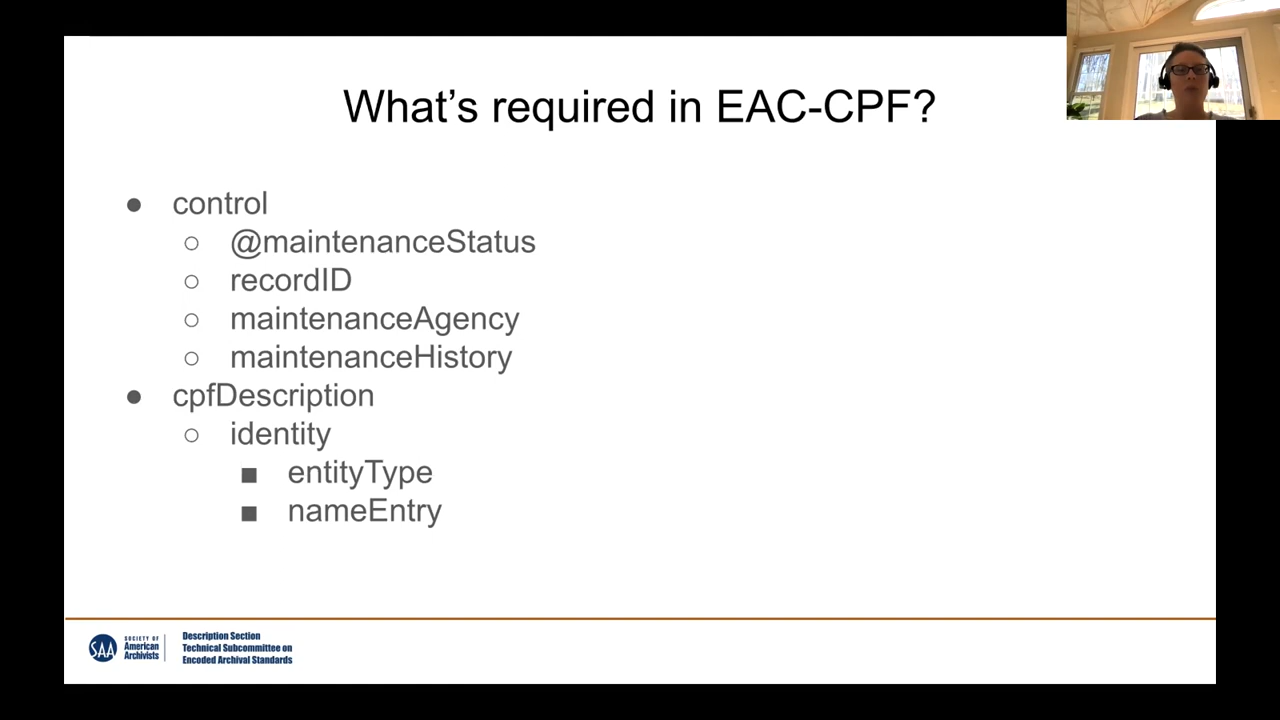 What’s required in EAC-CPF?
● control
○ @maintenanceStatus
○ recordID
○ maintenanceAgency
○ maintenanceHistory
● cpfDescription
○ identity
■ entityType
■ nameEntry
SAA
SOCIETY OF
American
Archivists
Description Section
Technical Subcommittee on
Encoded Archival Standards